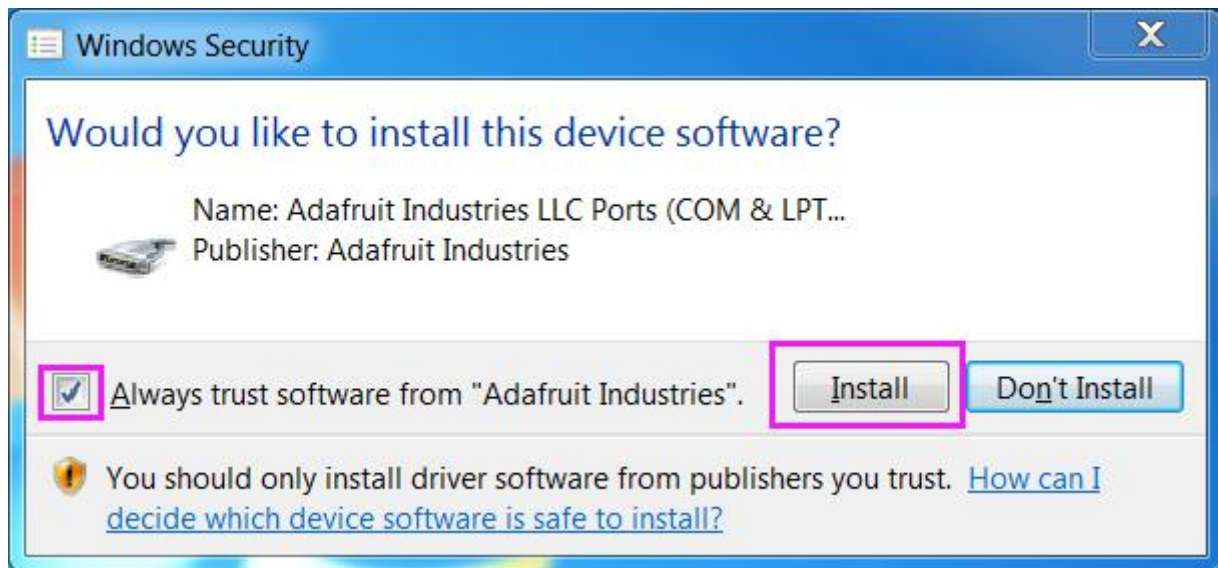 Windows Security
Would you like to install this device software?
Name: Adafruit Industries LLC Ports (COM & LPT...
Publisher: Adafruit Industries
Always trust software from "Adafruit Industries".
Install
Don't Install
You should only install driver software from publishers you trust. How can I
decide which device software is safe to install?